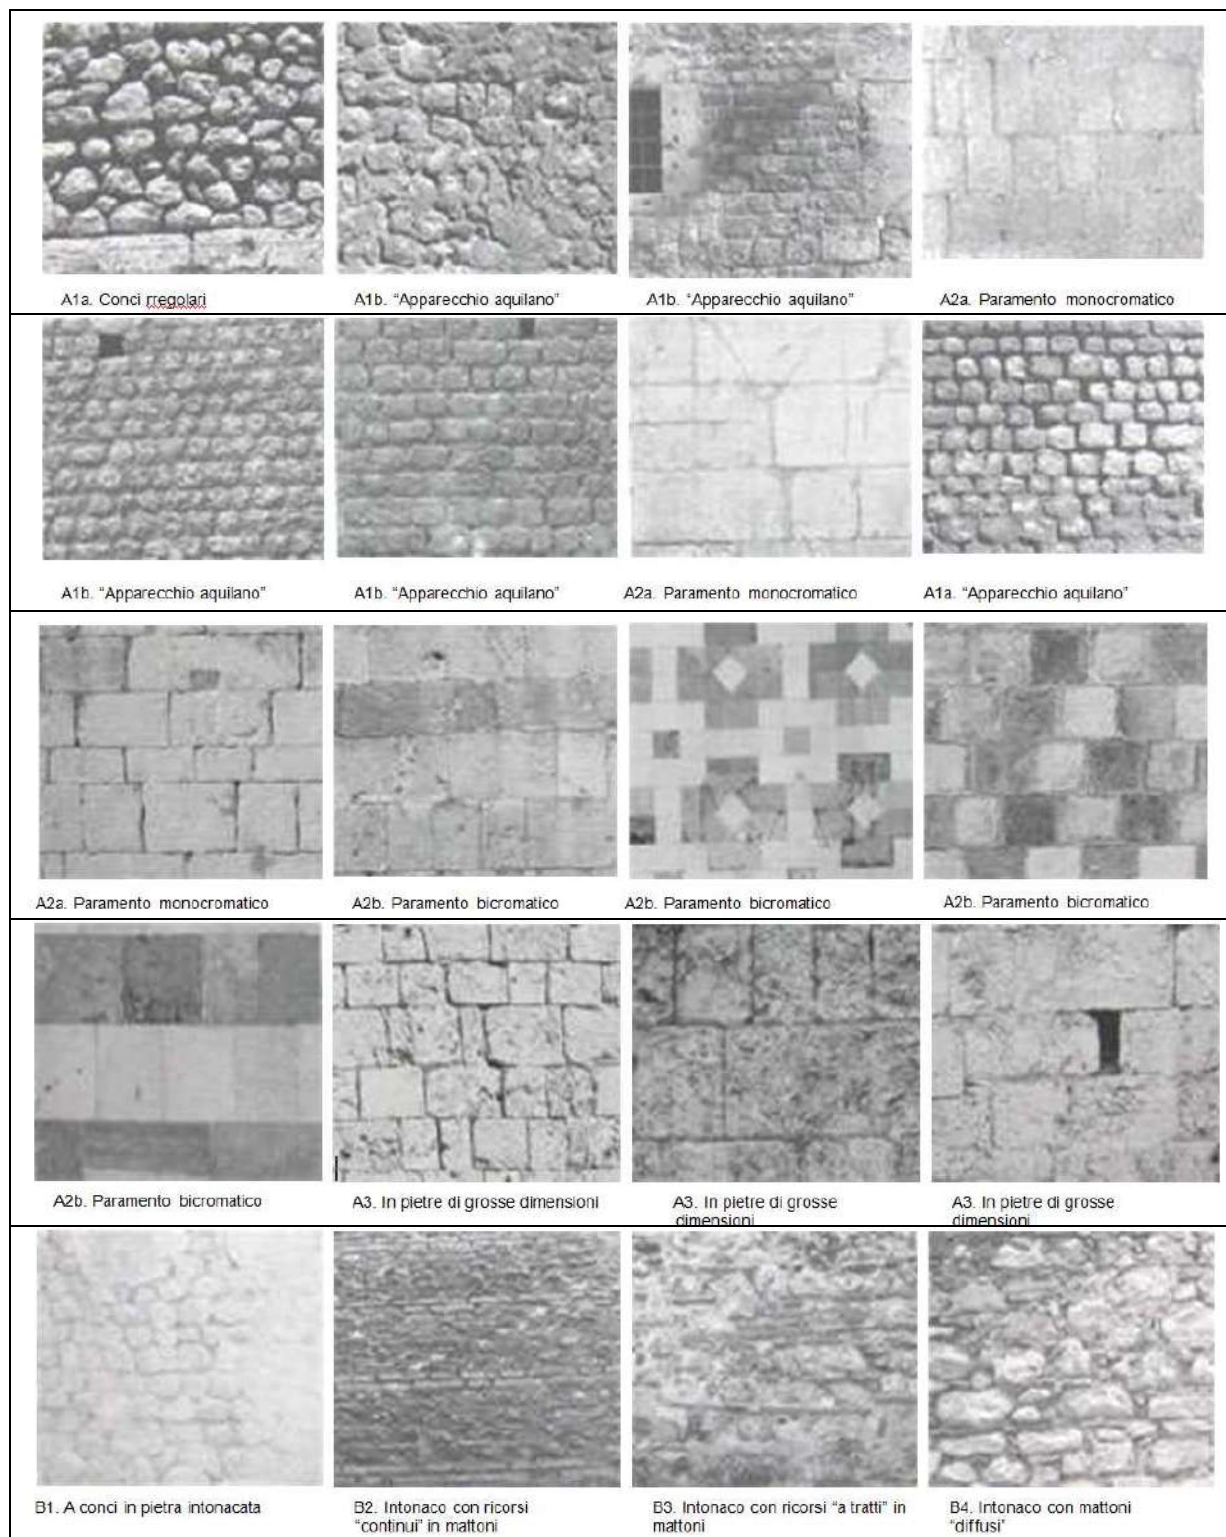 A1a. Conci rregolari
A1b. “Apparecchio aquilano”
A1b. “Apparecchio aquilano”
A2a. Paramento monocromatico
A1b. “Apparecchio aquilano”
A1b. “Apparecchio aquilano”
A2a. Paramento monocromatico
A1a. “Apparecchio aquilano”
A2a. Paramento monocromatico
A2b. Paramento bicromatico
A2b. Paramento bicromatico
A2b. Paramento bicromatico
A2b. Paramento bicromatico
A3. In pietre di grosse dimensioni
A3. In pietre di grosse
dimensioni
A3. In pietre di grosse
dimensioni
B1. A conci in pietra intonacata
B2. Intonaco con ricorsi
“continui” in mattoni
B3. Intonaco con ricorsi “a tratti” in
mattoni
B4. Intonaco con mattoni
“diffusi”